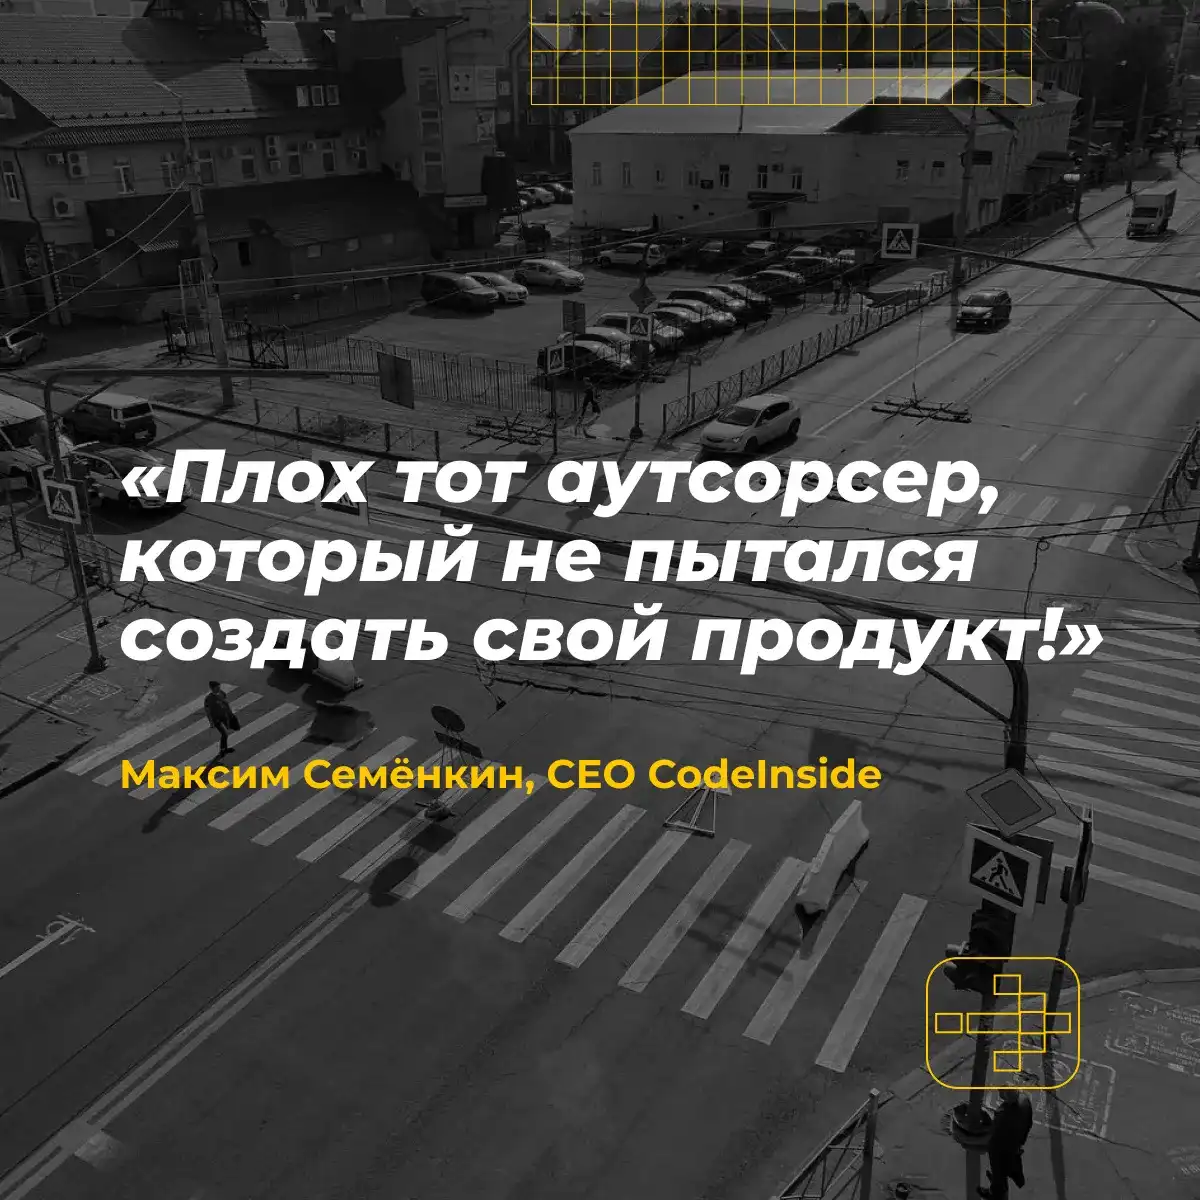 «Плох тот аутсорсер,
который не пытался
создать свой продукт!»
Максим Семёнкин, CEO CodeInside